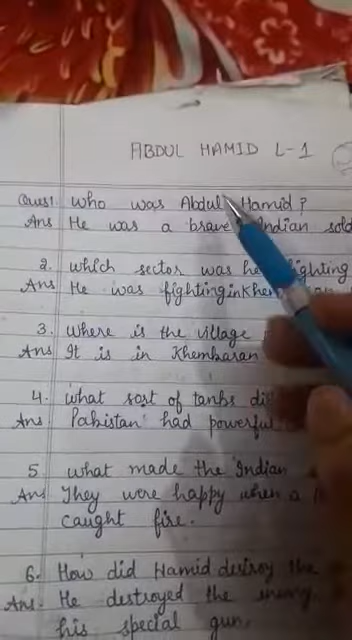 ABDUL HAMID L-1
Ques1. Who was Abdul Hamid?
Ans He was a brave Indian
2. which sector was he fighting
Ans He was fighting in
3. where is the village
Ans It is in Khemkaran
4. what sort of tanks
Ans Pakistan had powerful
5. what made the Indian
Ans They were happy when a
caught fire.
6. How did Hamid destroy the
Ans. He destroyed the enemy
his special gun.